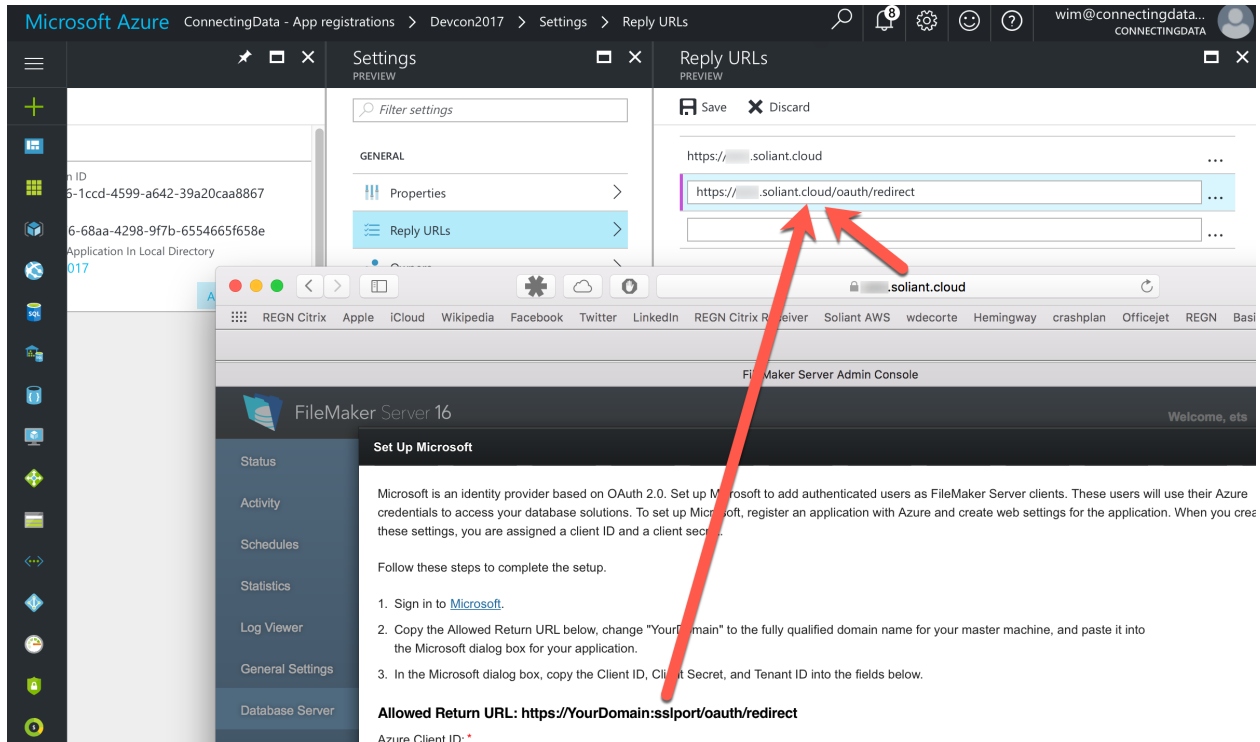 Microsoft Azure ConnectingData - App registrations > Devcon2017 > Settings > Reply URLs
8
wim@connectingdata...
CONNECTINGDATA
Settings
PREVIEW
Reply URLs
PREVIEW
Filter settings
Save Discard
GENERAL
Properties
Reply URLs
https:// .soliant.cloud
...
https:// .soliant.cloud/oauth/redirect
...
...
n ID
6-1ccd-4599-a642-39a20caa8867
6-68aa-4298-9f7b-6554665f658e
Application In Local Directory
017
A
SQL
.soliant.cloud
REGN Citrix Apple iCloud Wikipedia Facebook Twitter LinkedIn REGN Citrix Receiver Soliant AWS wdecorte Hemingway crashplan Officejet REGN Basi
FileMaker Server Admin Console
FileMaker Server 16
Welcome, ets
Status
Activity
Schedules
Statistics
Log Viewer
General Settings
Database Server
Set Up Microsoft
Microsoft is an identity provider based on OAuth 2.0. Set up Microsoft to add authenticated users as FileMaker Server clients. These users will use their Azure
credentials to access your database solutions. To set up Microsoft, register an application with Azure and create web settings for the application. When you crea
these settings, you are assigned a client ID and a client secret.
Follow these steps to complete the setup.
1. Sign in to Microsoft.
2. Copy the Allowed Return URL below, change "YourDomain" to the fully qualified domain name for your master machine, and paste it into
the Microsoft dialog box for your application.
3. In the Microsoft dialog box, copy the Client ID, Client Secret, and Tenant ID into the fields below.
Allowed Return URL: https://YourDomain:sslport/oauth/redirect
Azure Client ID: *